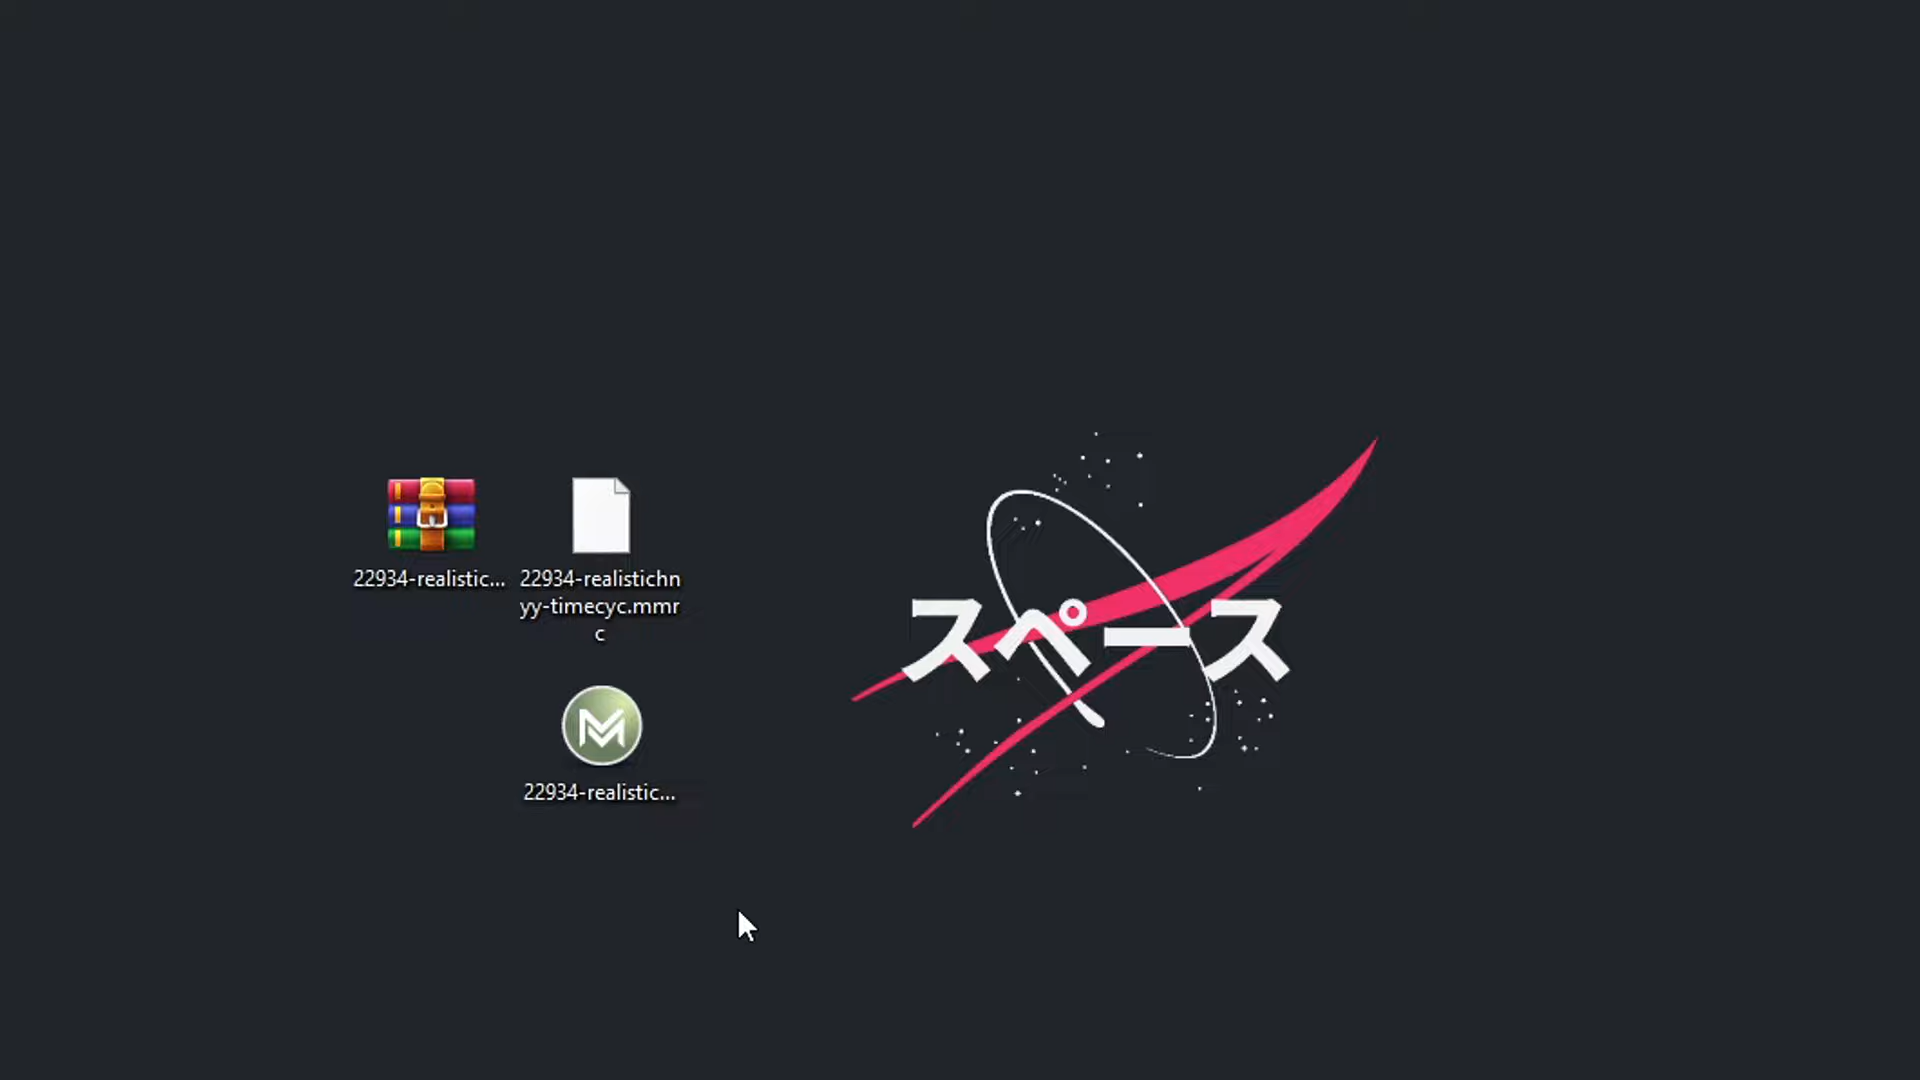 22934-realistic...
22934-realistichn
yy-timecyc.mmr
c
22934-realistic...
スペース